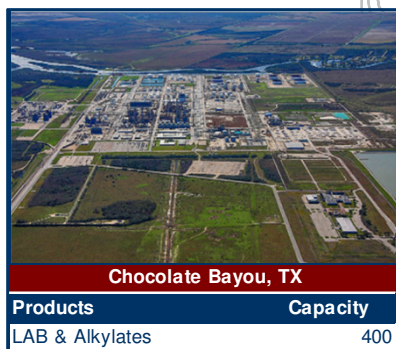 Chocolate Bayou, TX
Products Capacity
LAB & Alkylates 400